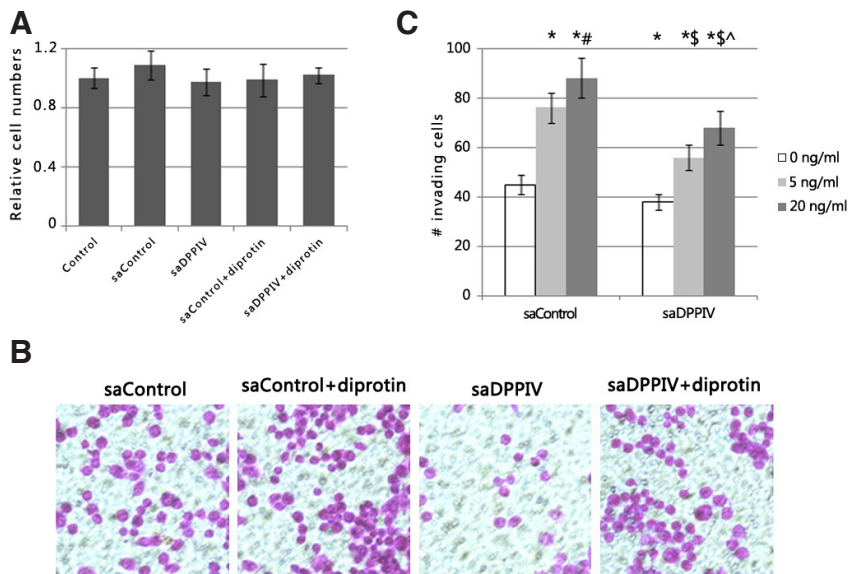 A
Relative cell numbers
1.2
0.8
0.4
0
Control
saControl
saDPPIV
saControl+diprotin
saDPPIV+diprotin
C
# invading cells
100
80
60
40
20
0
* *# * *$ *$^
saControl saDPPIV
0 ng/ml
5 ng/ml
20 ng/ml
B
saControl saControl+diprotin saDPPIV saDPPIV+diprotin